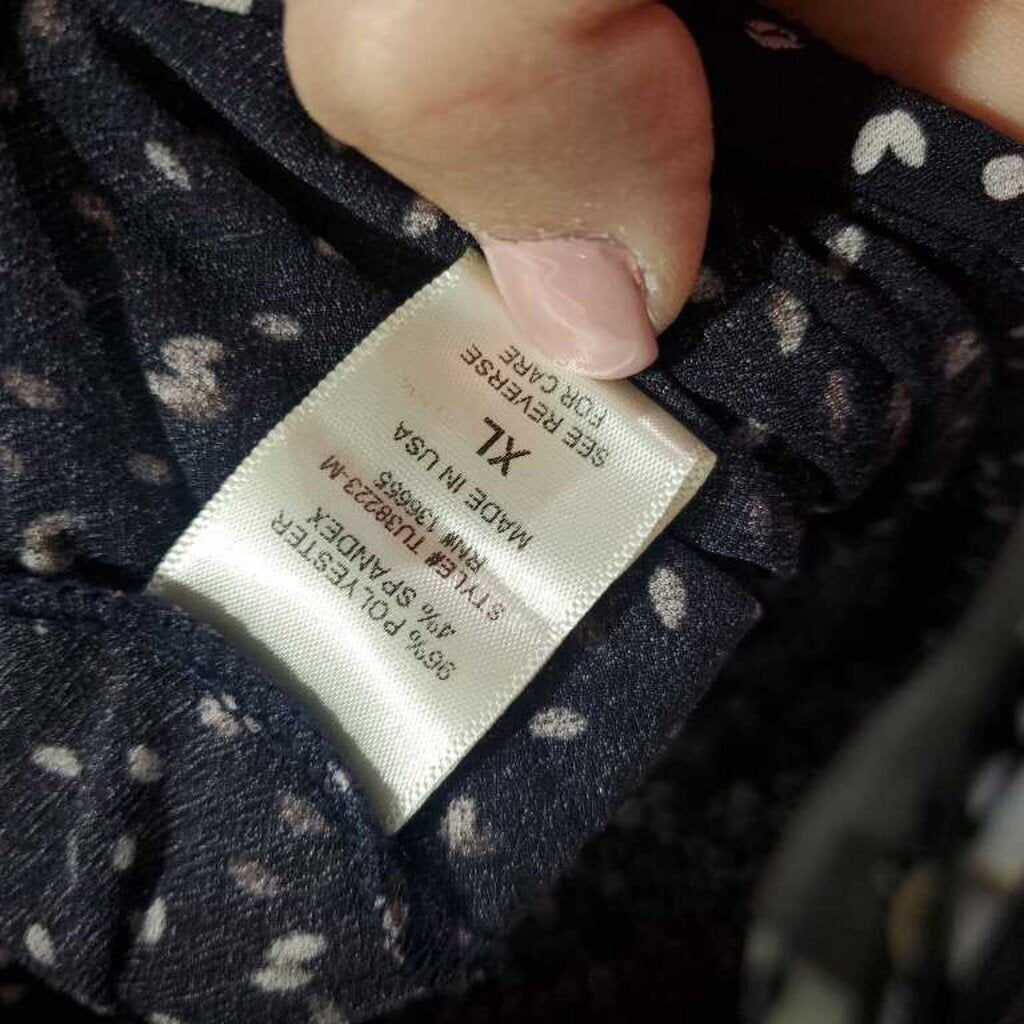 96% POLYESTER
4% SPANDEX
STYLE# TU38223-M
RN# 136655
MADE IN USA
XL
SEE REVERSE
FOR CARE